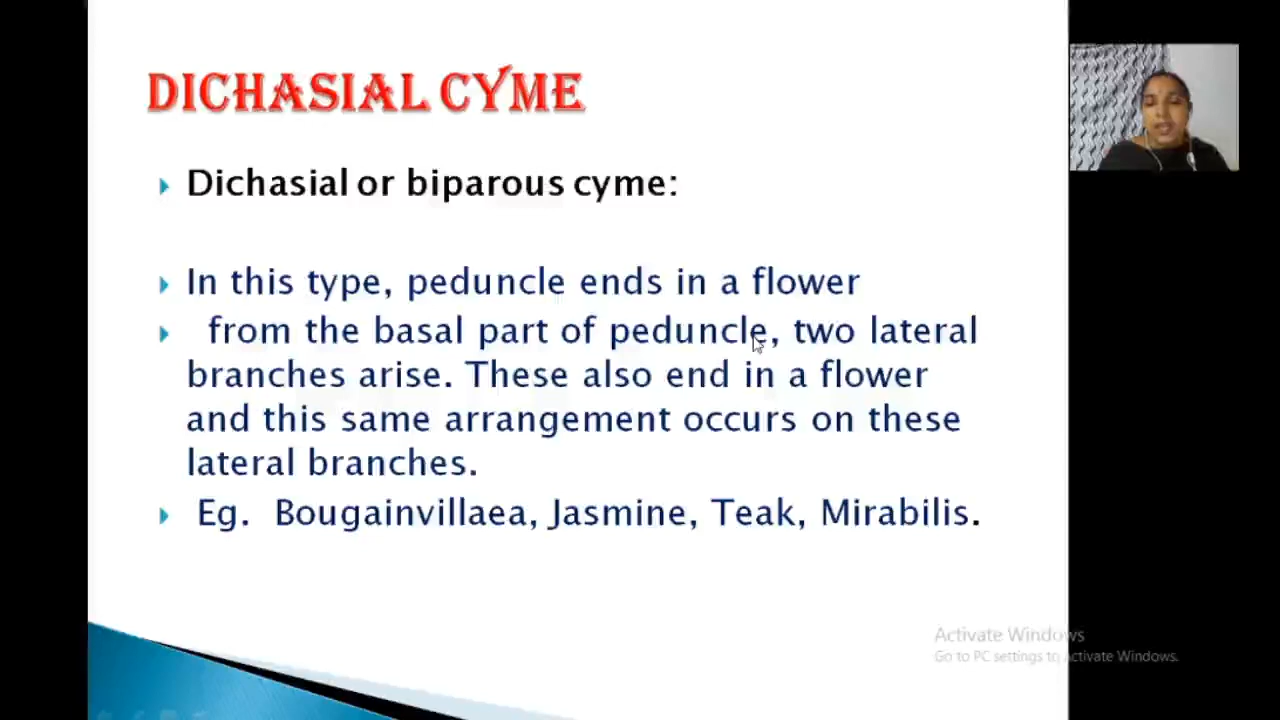 DICHASIAL CYME
Dichasial or biparous cyme:
In this type, peduncle ends in a flower
from the basal part of peduncle, two lateral
branches arise. These also end in a flower
and this same arrangement occurs on these
lateral branches.
Eg. Bougainvillaea, Jasmine, Teak, Mirabilis.
Activate Windows
Go to PC settings to Activate Windows.